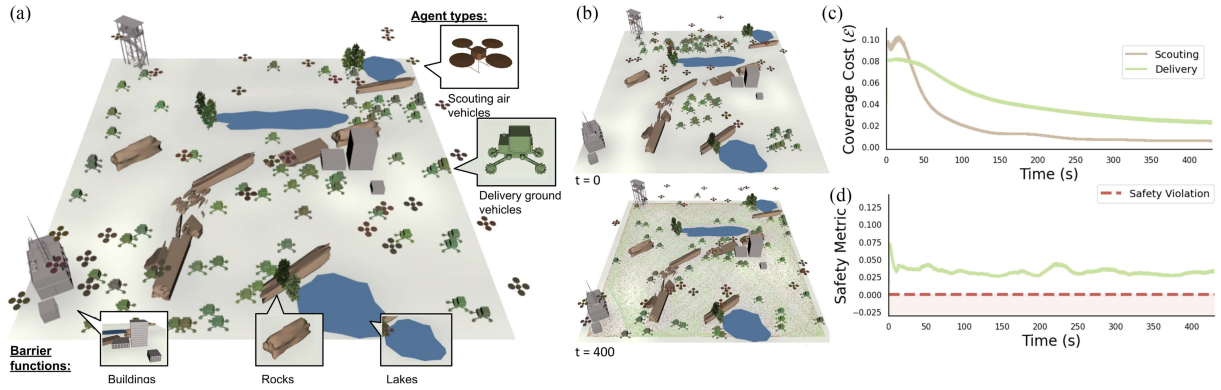 (a)
Agent types:
Scouting air
vehicles
Delivery ground
vehicles
Barrier
functions:
Buildings
Rocks
Lakes
(b)
t = 0
t = 400
(c)
Coverage Cost (ℰ)
0.10
0.08
0.06
0.04
0.02
0.00
Scouting
Delivery
0 50 100 150 200 250 300 350 400
Time (s)
(d)
Safety Violation
Safety Metric
0.125
0.100
0.075
0.050
0.025
0.000
−0.025
0 50 100 150 200 250 300 350 400
Time (s)